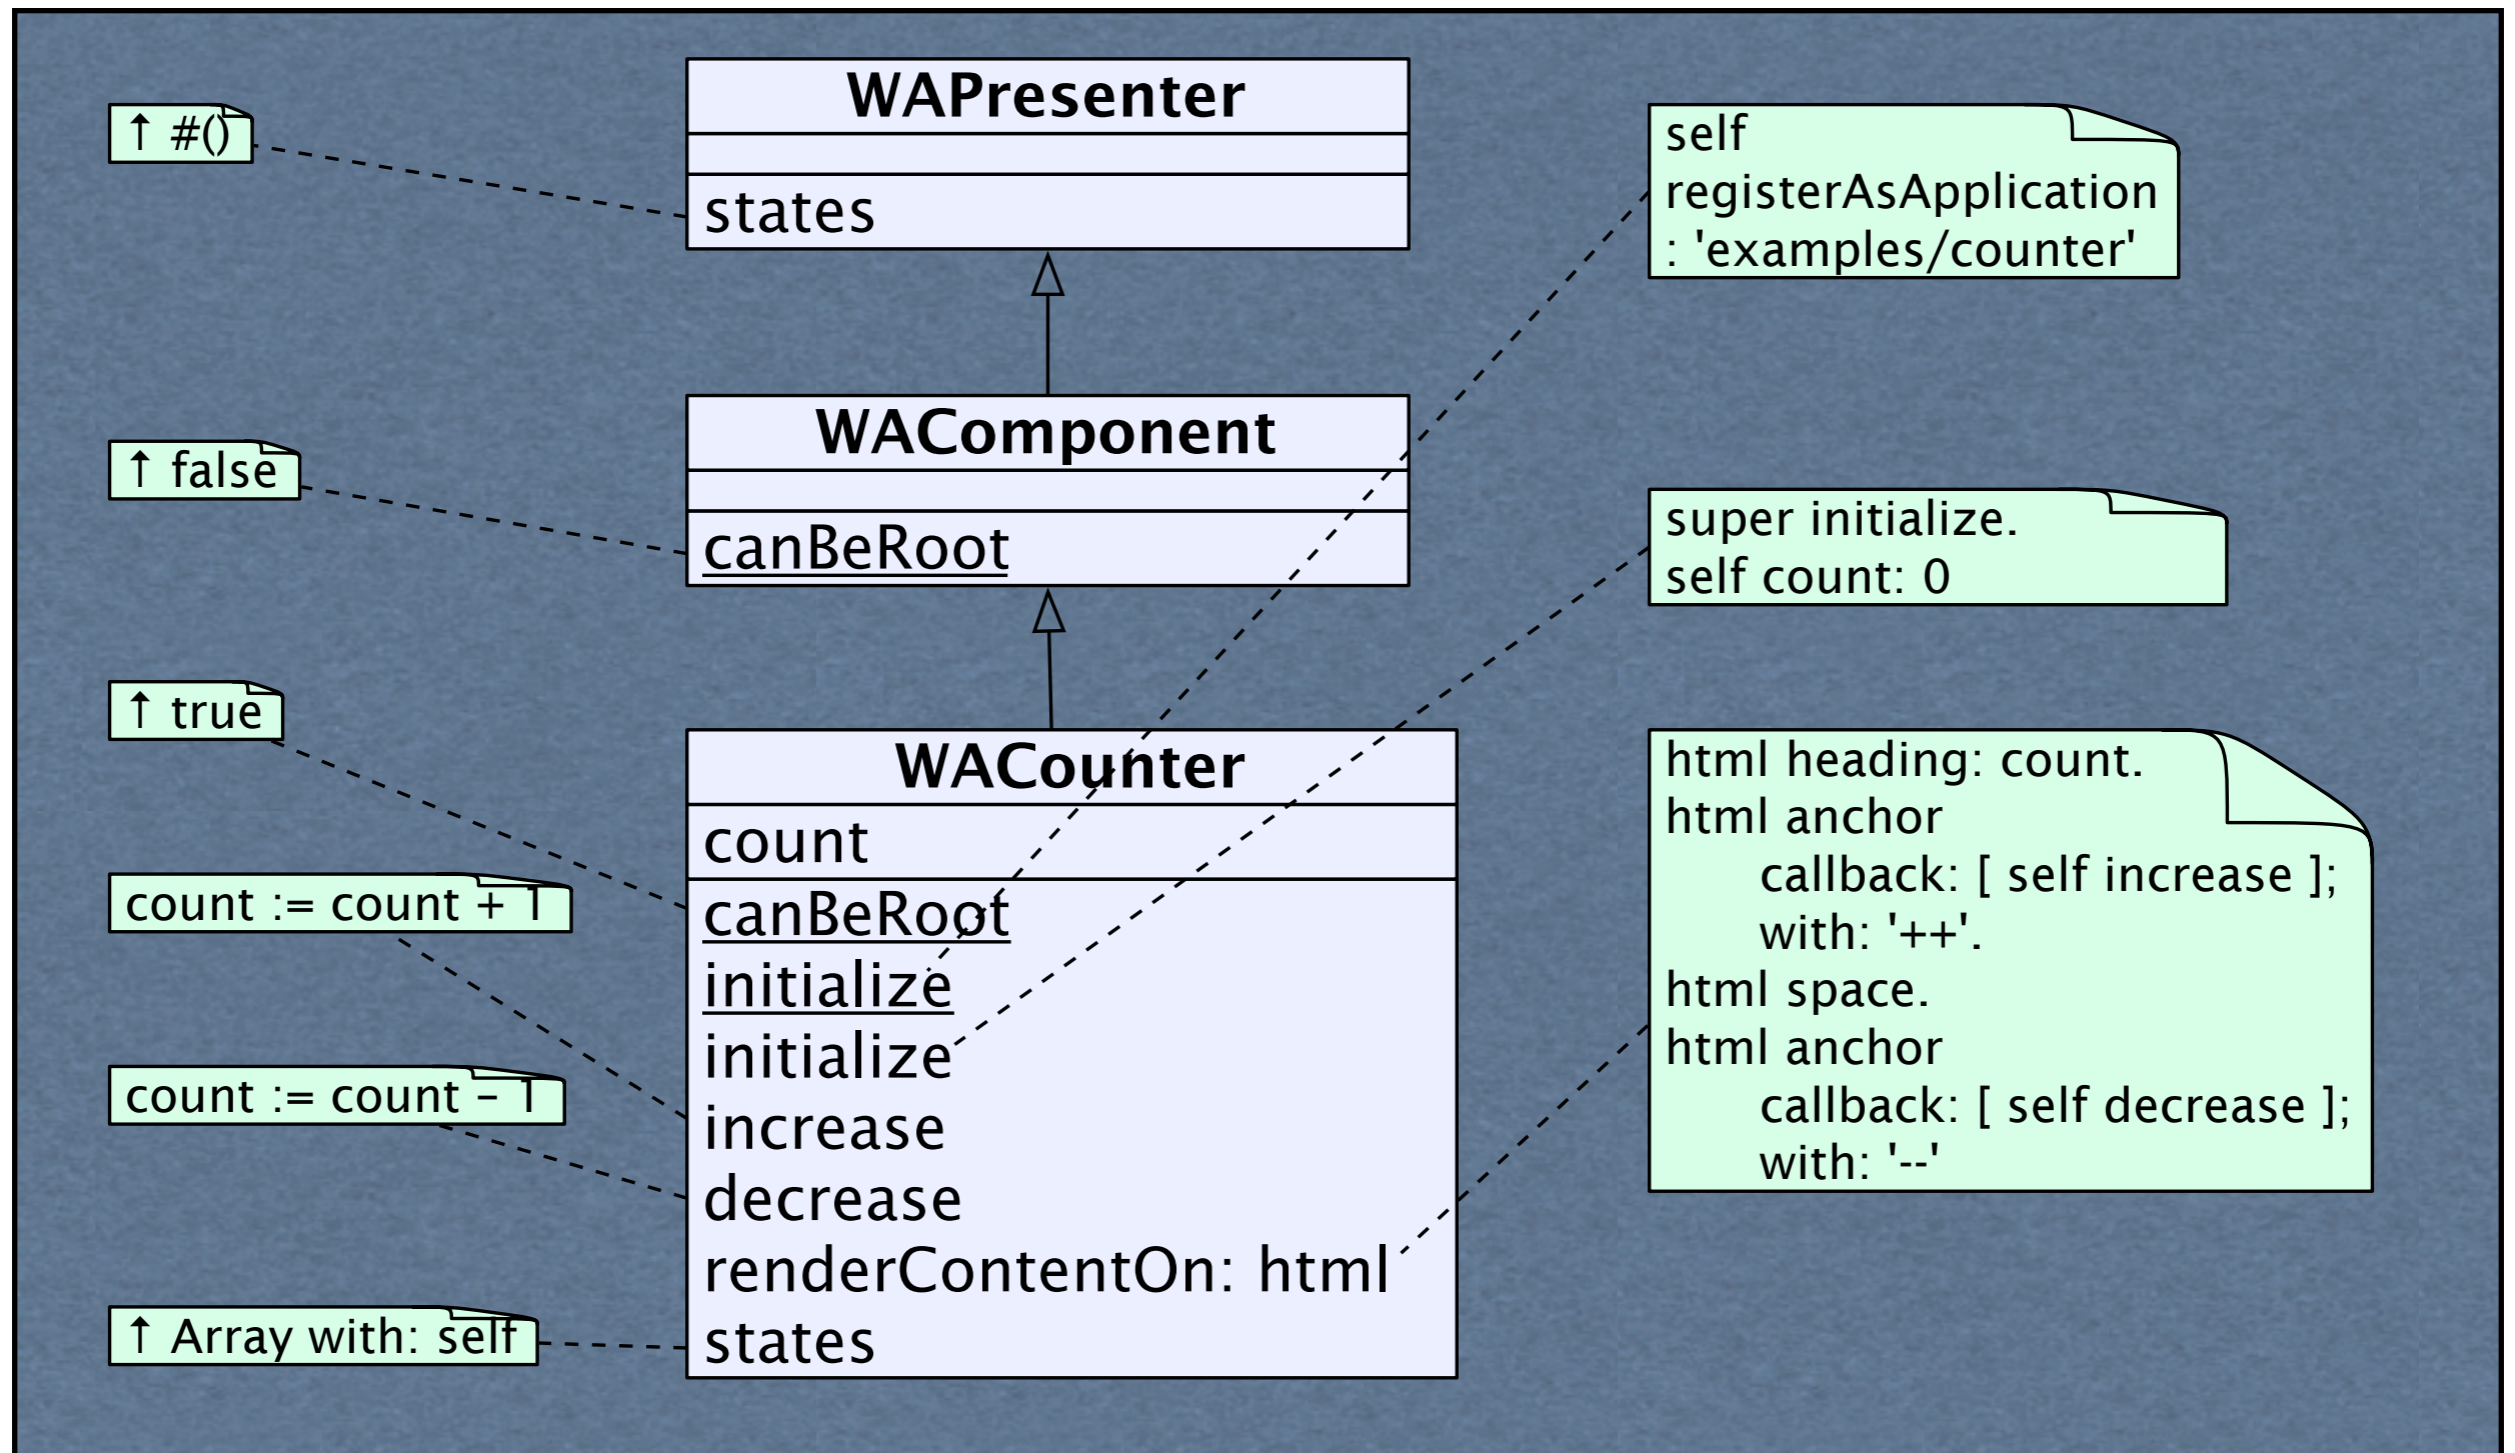 WAPresenter
states
↑ #()
self
registerAsApplication
: 'examples/counter'
WAComponent
canBeRoot
↑ false
super initialize.
self count: 0
↑ true
count := count + 1
count := count - 1
↑ Array with: self
WACounter
count
canBeRoot
initialize
initialize
increase
decrease
renderContentOn: html
states
html heading: count.
html anchor
callback: [ self increase ];
with: '++'.
html space.
html anchor
callback: [ self decrease ];
with: '--'